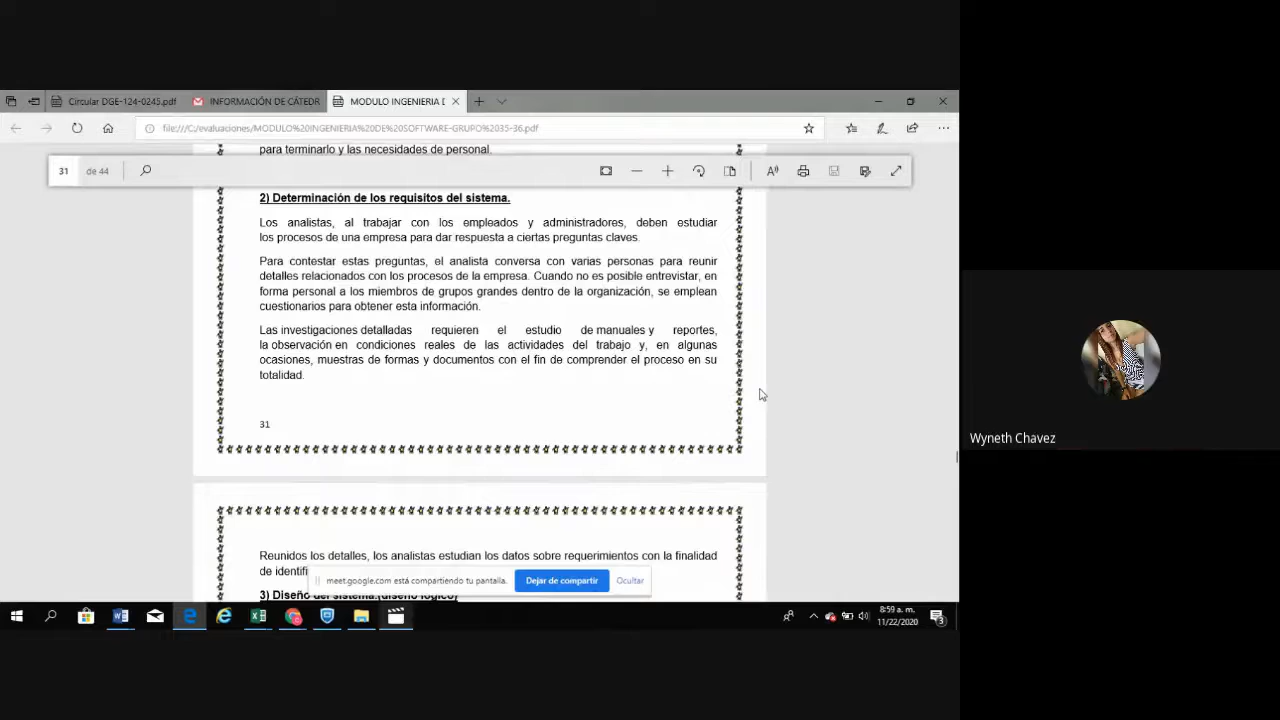 Circular DGE-124-0245.pdf
INFORMACIÓN DE CÁTEDR
MODULO INGENIERIA D
file:///C:/evaluaciones/MODULO%20INGENIERIA%20DE%20SOFTWARE-GRUPO%2035-36.pdf
31 de 44
para terminarlo y las necesidades de personal.
2) Determinación de los requisitos del sistema.
Los analistas, al trabajar con los empleados y administradores, deben estudiar
los procesos de una empresa para dar respuesta a ciertas preguntas claves.
Para contestar estas preguntas, el analista conversa con varias personas para reunir
detalles relacionados con los procesos de la empresa. Cuando no es posible entrevistar, en
forma personal a los miembros de grupos grandes dentro de la organización, se emplean
cuestionarios para obtener esta información.
Las investigaciones detalladas requieren el estudio de manuales y reportes,
la observación en condiciones reales de las actividades del trabajo y, en algunas
ocasiones, muestras de formas y documentos con el fin de comprender el proceso en su
totalidad.
31
Wyneth Chavez
Reunidos los detalles, los analistas estudian los datos sobre requerimientos con la finalidad
de identifi
meet.google.com está compartiendo tu pantalla.
Dejar de compartir
Ocultar
3) Diseño del sistema.(diseño lógico)
8:59 a. m.
11/22/2020
3